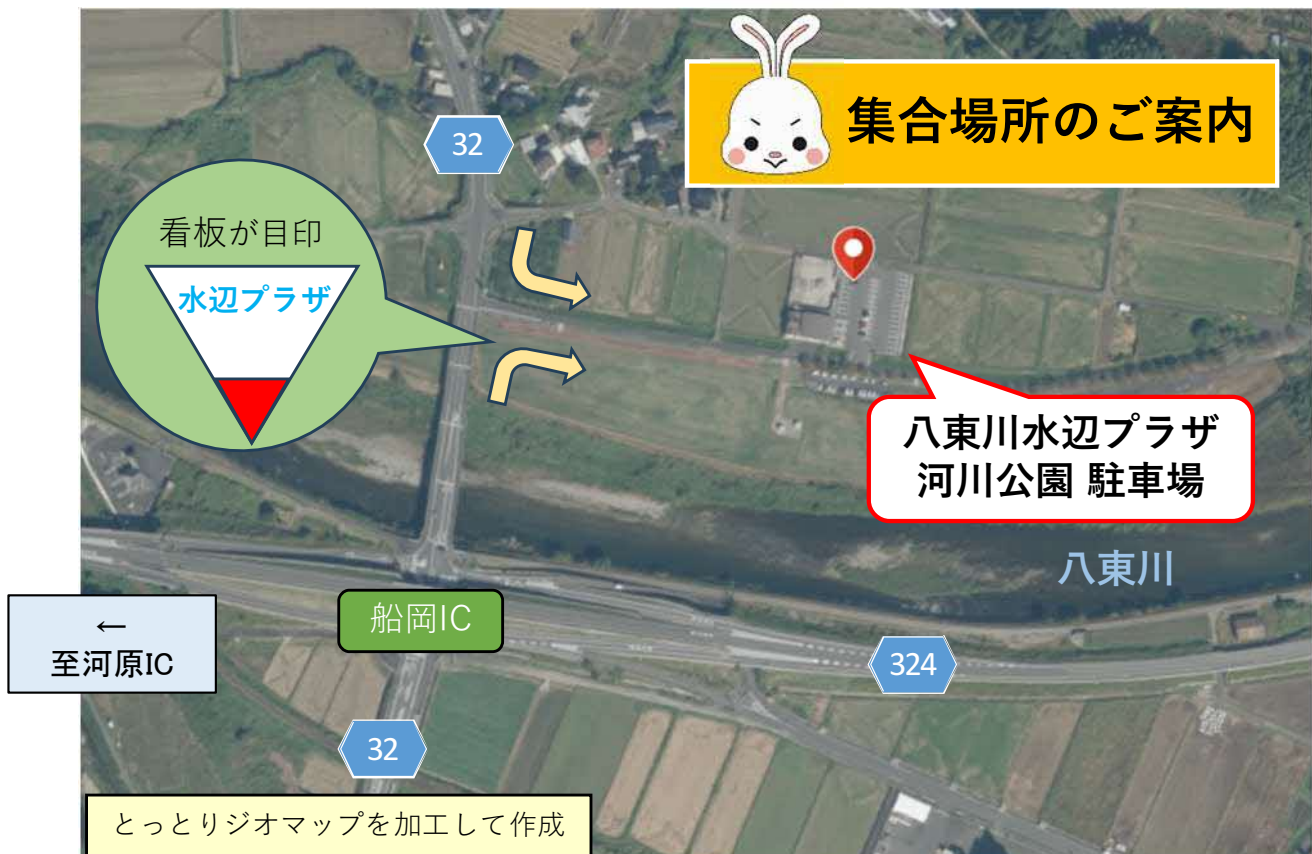 集合場所のご案内
32
看板が目印
水辺プラザ
八東川水辺プラザ
河川公園 駐車場
八東川
船岡IC
←
至河原IC
324
32
とっとりジオマップを加工して作成